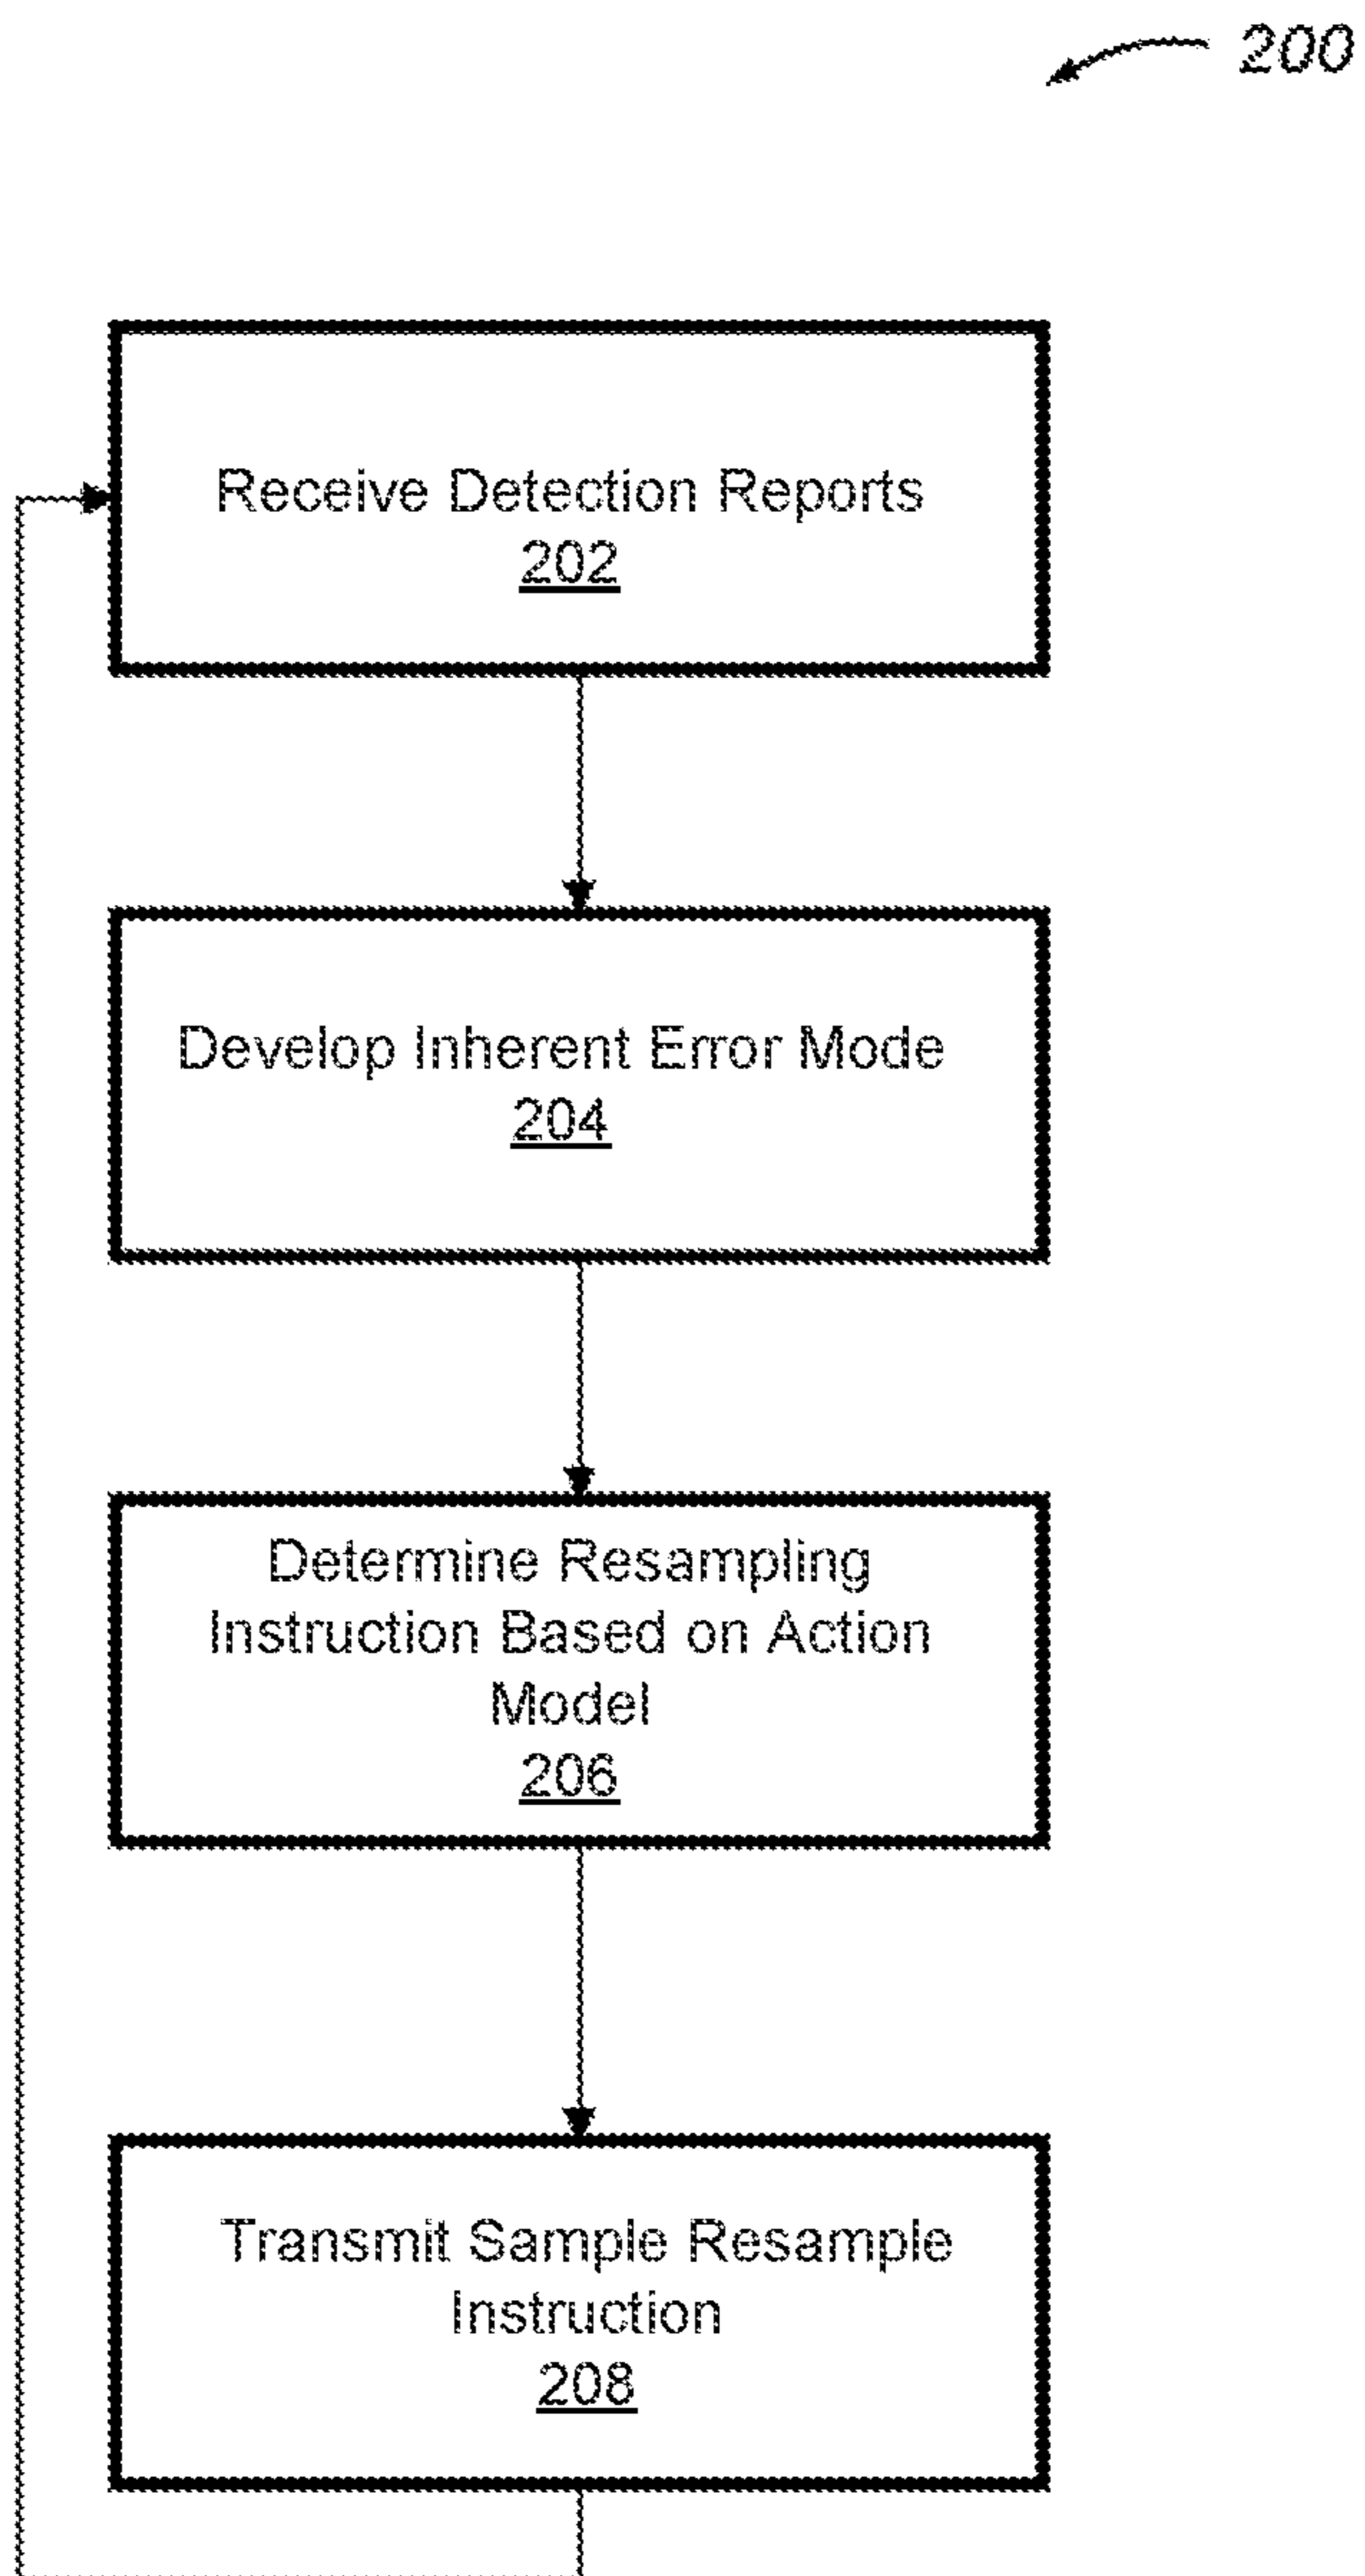 200
Receive Detection Reports
202
Develop Inherent Error Mode
204
Determine Resampling
Instruction Based on Action
Model
206
Transmit Sample Resample
Instruction
208